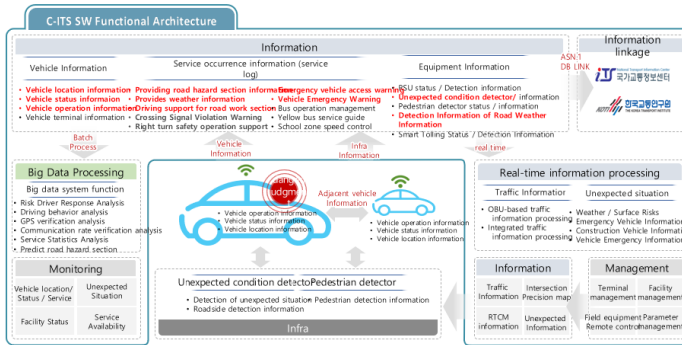 C-ITS SW Functional Architecture
Information
Vehicle Information
• Vehicle location information
• Vehicle status informaion
• Vehicle operation information
• Vehicle terminal information
Service occurrence information (service
log)
• Providing road hazard section information
• Provides weather information
• Driving support for road work section
• Crossing Signal Violation Warning
• Right turn safety operation support
• Emergency vehicle access warning
• Vehicle Emergency Warning
• Bus operation management
• Yellow bus service guide
• School zone speed control
Equipment Information
• RSU status / Detection information
• Unexpected condition detector/ information
• Pedestrian detector status / information
• Detection Information of Road Weather
Information
• Smart Tolling Status / Detection Information
ASN.1
DB LINK
Information
linkage
iTS
국가교통정보센터
한국교통연구원
THE KOREA TRANSPORT INSTITUTE
Batch
Process
Vehicle
Information
Infra
Information
real-time
Big Data Processing
Big data system function
• Risk Driver Response Analysis
• Driving behavior analysis
• GPS verification analysis
• Communication rate verification analysis
• Service Statistics Analysis
• Predict road hazard section
Monitoring
Vehicle location/
Status / Service
Unexpected
Situation
Facility Status
Service
Availability
• Vehicle operation information
• Vehicle status information
• Vehicle location information
Adjacent vehicle
Information
• Vehicle operation information
• Vehicle status information
• Vehicle location information
Unexpected condition detector
• Detection of unexpected situation
• Roadside detection information
Pedestrian detector
• Pedestrian detection information
Infra
Real-time information processing
Traffic Information
• OBU-based traffic
information processing
• Integrated traffic
information processing
Unexpected situation
• Weather / Surface Risks
• Emergency Vehicle Information
• Construction Vehicle Information
• Vehicle Emergency Information
Information
Traffic
Information
Intersection
Precision map
RTCM
information
Unexpected
Information
Management
Terminal
management
Facility
management
Field equipment
Remote control
Parameter
management